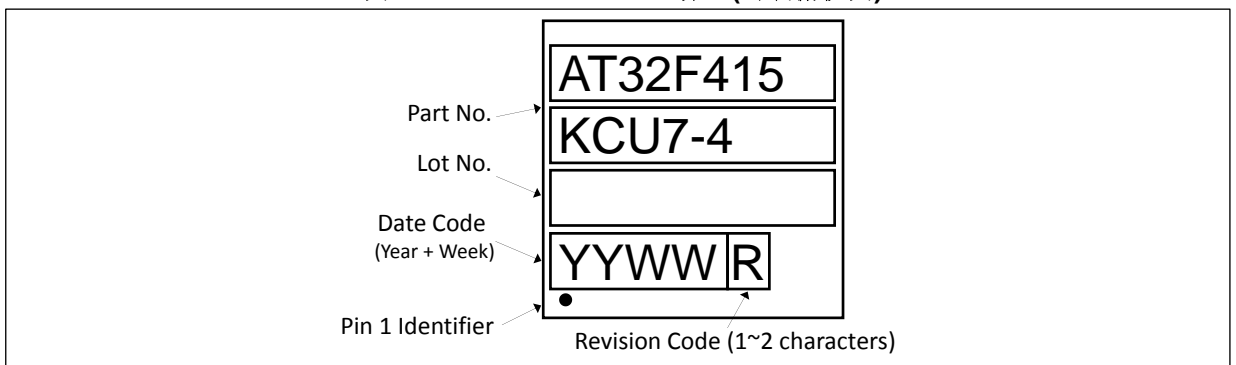 AT32F415
Part No.
KCU7-4
Lot No.
Date Code
(Year + Week)
YYWW R
Pin 1 Identifier
Revision Code (1~2 characters)